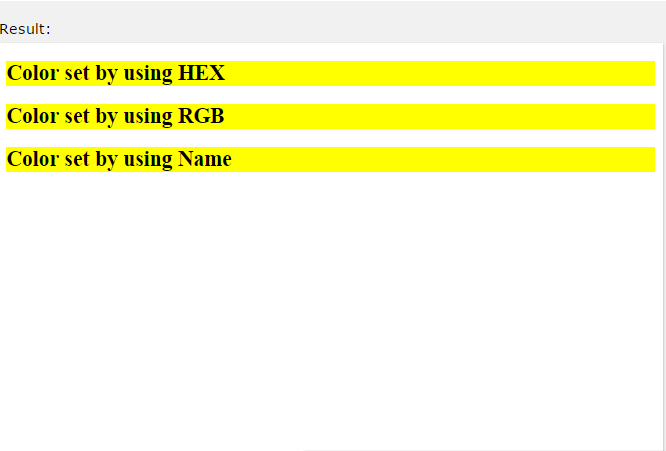 Result:
Color set by using HEX
Color set by using RGB
Color set by using Name